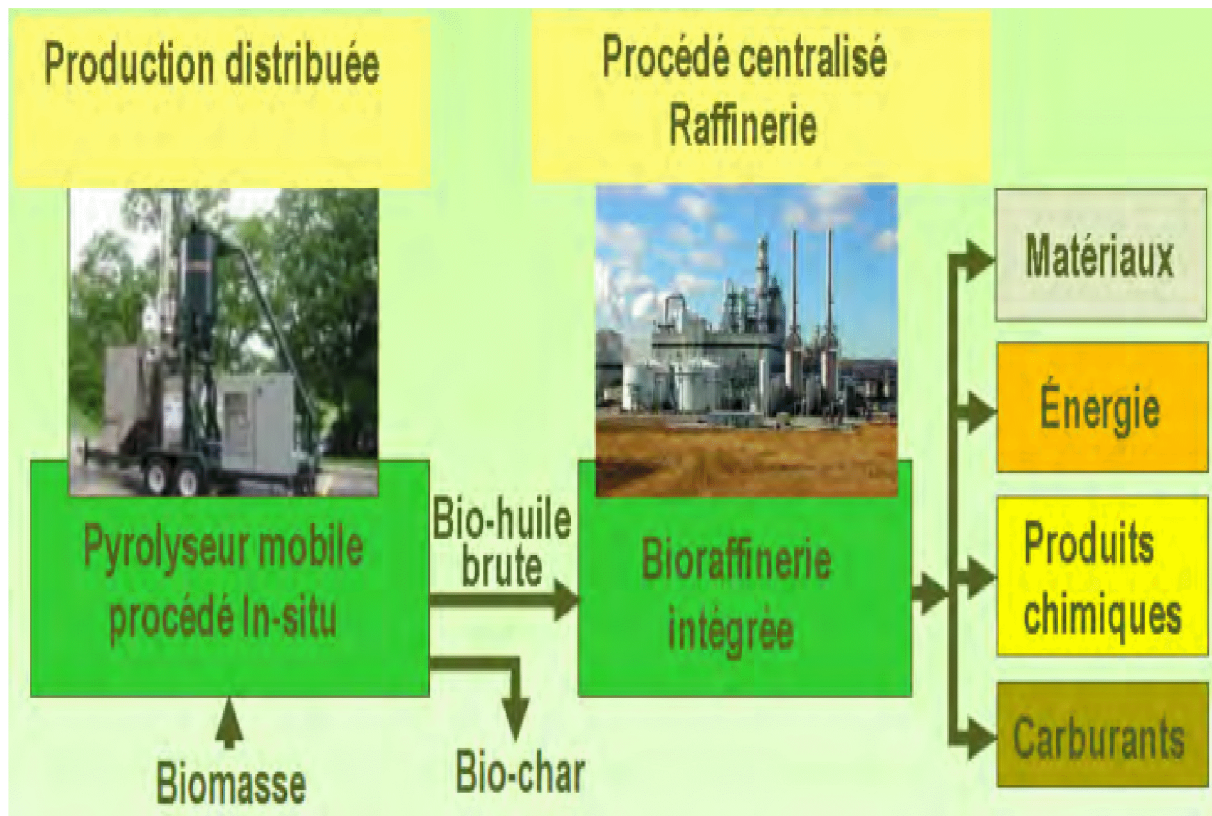 Production distribuée
Procédé centralisé
Raffinerie
Pyrolyseur mobile
procédé In-situ
Bio-huile
brute
Bioraffinerie
intégrée
Biomasse
Bio-char
Matériaux
Énergie
Produits
chimiques
Carburants